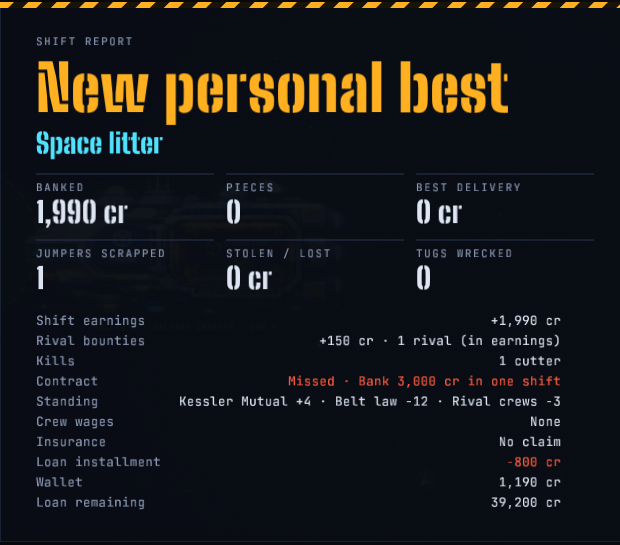 SHIFT REPORT
New personal best
Space litter
BANKED PIECES BEST DELIVERY
1,990 cr 0 0 cr
JUMPERS SCRAPPED STOLEN / LOST TUGS WRECKED
1 0 cr 0
Shift earnings +1,990 cr
Rival bounties +150 cr · 1 rival (in earnings)
Kills 1 cutter
Contract Missed · Bank 3,000 cr in one shift
Standing Kessler Mutual +4 · Belt law -12 · Rival crews -3
Crew wages None
Insurance No claim
Loan installment -800 cr
Wallet 1,190 cr
Loan remaining 39,200 cr